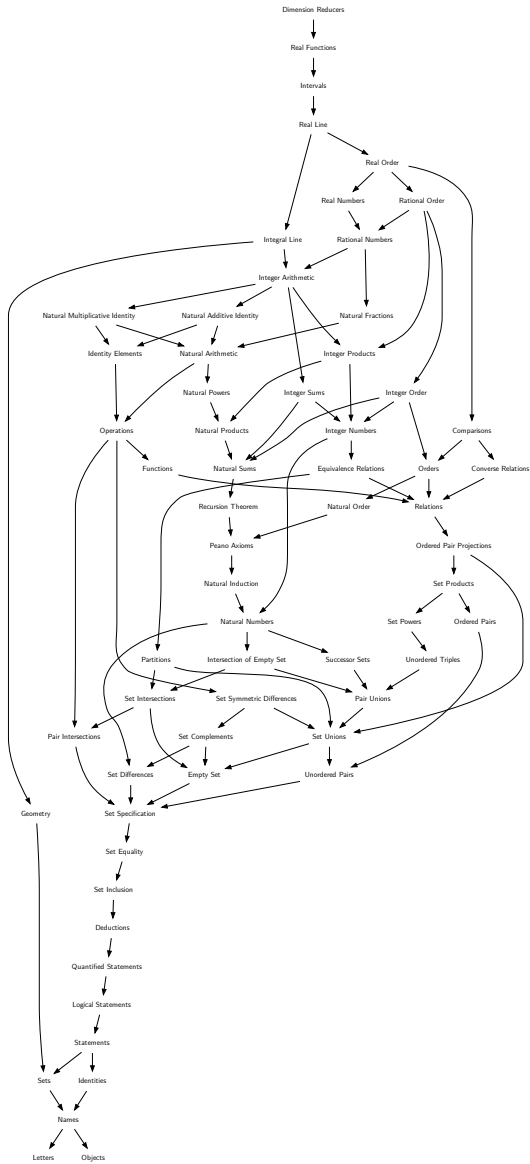 Dimension Reducers
Real Functions
Intervals
Real Line
Real Order
Real Numbers
Rational Order
Integral Line
Rational Numbers
Integer Arithmetic
Natural Multiplicative Identity
Natural Additive Identity
Natural Fractions
Identity Elements
Natural Arithmetic
Integer Products
Natural Powers
Integer Sums
Integer Order
Operations
Natural Products
Integer Numbers
Comparisons
Functions
Natural Sums
Equivalence Relations
Orders
Converse Relations
Recursion Theorem
Natural Order
Relations
Peano Axioms
Ordered Pair Projections
Natural Induction
Set Products
Natural Numbers
Set Powers
Ordered Pairs
Partitions
Intersection of Empty Set
Successor Sets
Unordered Triples
Set Intersections
Set Symmetric Differences
Pair Unions
Pair Intersections
Set Complements
Set Unions
Set Differences
Empty Set
Unordered Pairs
Geometry
Set Specification
Set Equality
Set Inclusion
Deductions
Quantified Statements
Logical Statements
Statements
Sets
Identities
Names
Letters
Objects